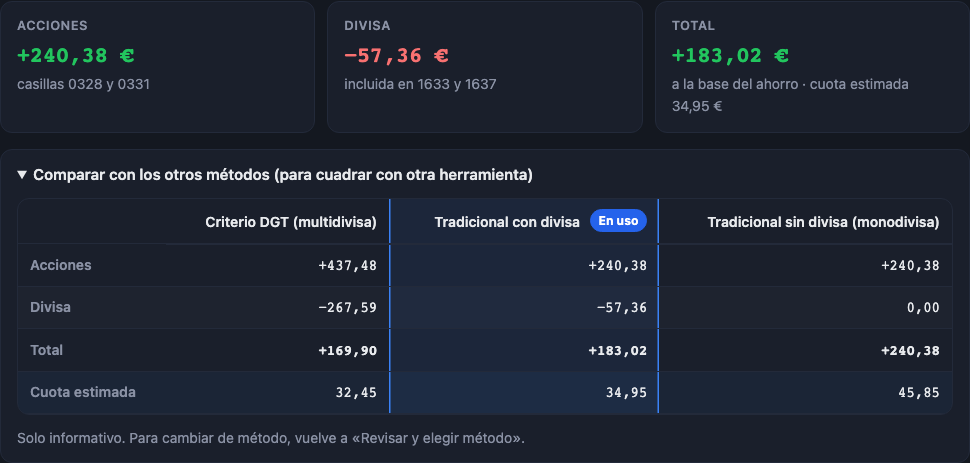 ACCIONES
+240,38 €
casillas 0328 y 0331
DIVISA
−57,36 €
incluida en 1633 y 1637
TOTAL
+183,02 €
a la base del ahorro · cuota estimada
34,95 €
▼ Comparar con los otros métodos (para cuadrar con otra herramienta)
Criterio DGT (multidivisa) Tradicional con divisa En uso Tradicional sin divisa (monodivisa)
Acciones +437,48 +240,38 +240,38
Divisa −267,59 −57,36 0,00
Total +169,90 +183,02 +240,38
Cuota estimada 32,45 34,95 45,85
Solo informativo. Para cambiar de método, vuelve a «Revisar y elegir método».